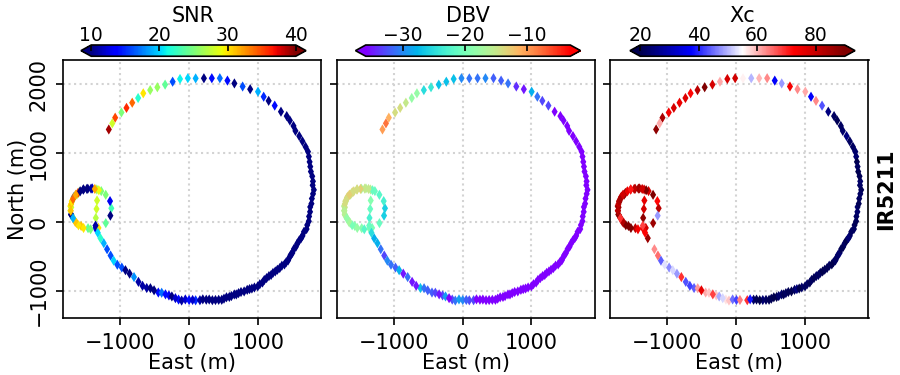 SNR DBV Xc
10 20 30 40 −30 −20 −10 20 40 60 80
2000
1000
0
−1000
North (m)
IR5211
−1000 0 1000 −1000 0 1000 −1000 0 1000
East (m) East (m) East (m)